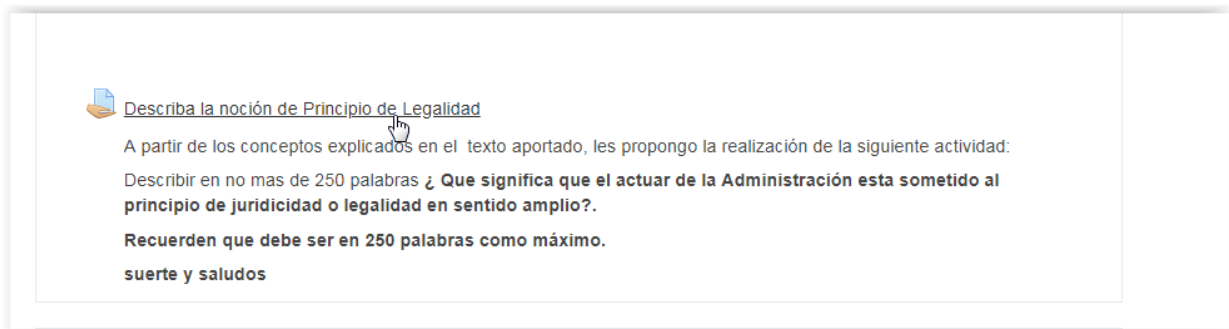 Describa la noción de Principio de Legalidad
A partir de los conceptos explicados en el texto aportado, les propongo la realización de la siguiente actividad:
Describir en no mas de 250 palabras ¿ Que significa que el actuar de la Administración esta sometido al
principio de juridicidad o legalidad en sentido amplio?.
Recuerden que debe ser en 250 palabras como máximo.
suerte y saludos